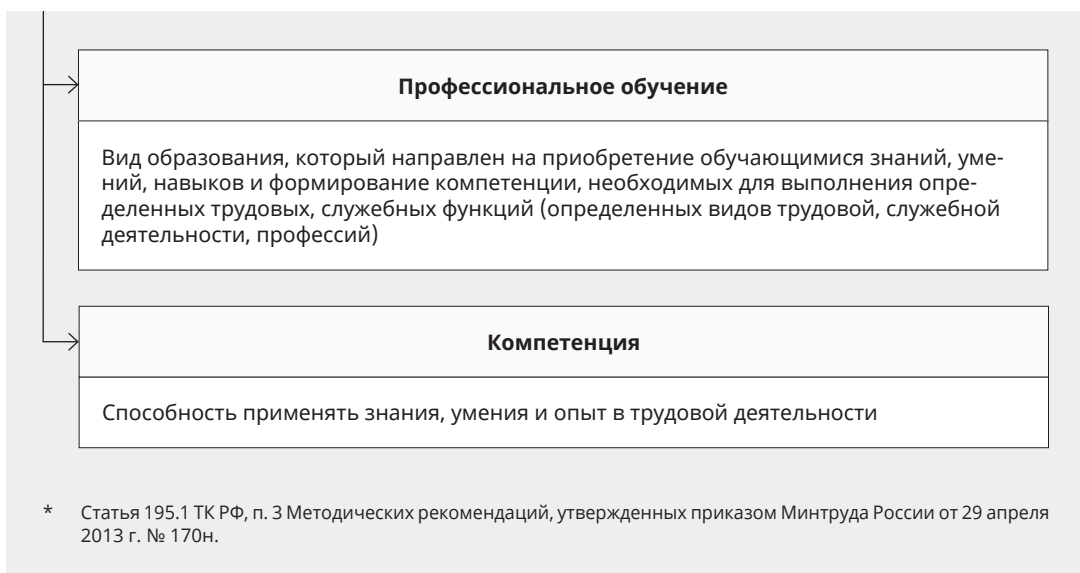 Профессиональное обучение
Вид образования, который направлен на приобретение обучающимися знаний, уме-
ний, навыков и формирование компетенции, необходимых для выполнения опре-
деленных трудовых, служебных функций (определенных видов трудовой, служебной
деятельности, профессий)
Компетенция
Способность применять знания, умения и опыт в трудовой деятельности
* Статья 195.1 ТК РФ, п. 3 Методических рекомендаций, утвержденных приказом Минтруда России от 29 апреля
2013 г. № 170н.